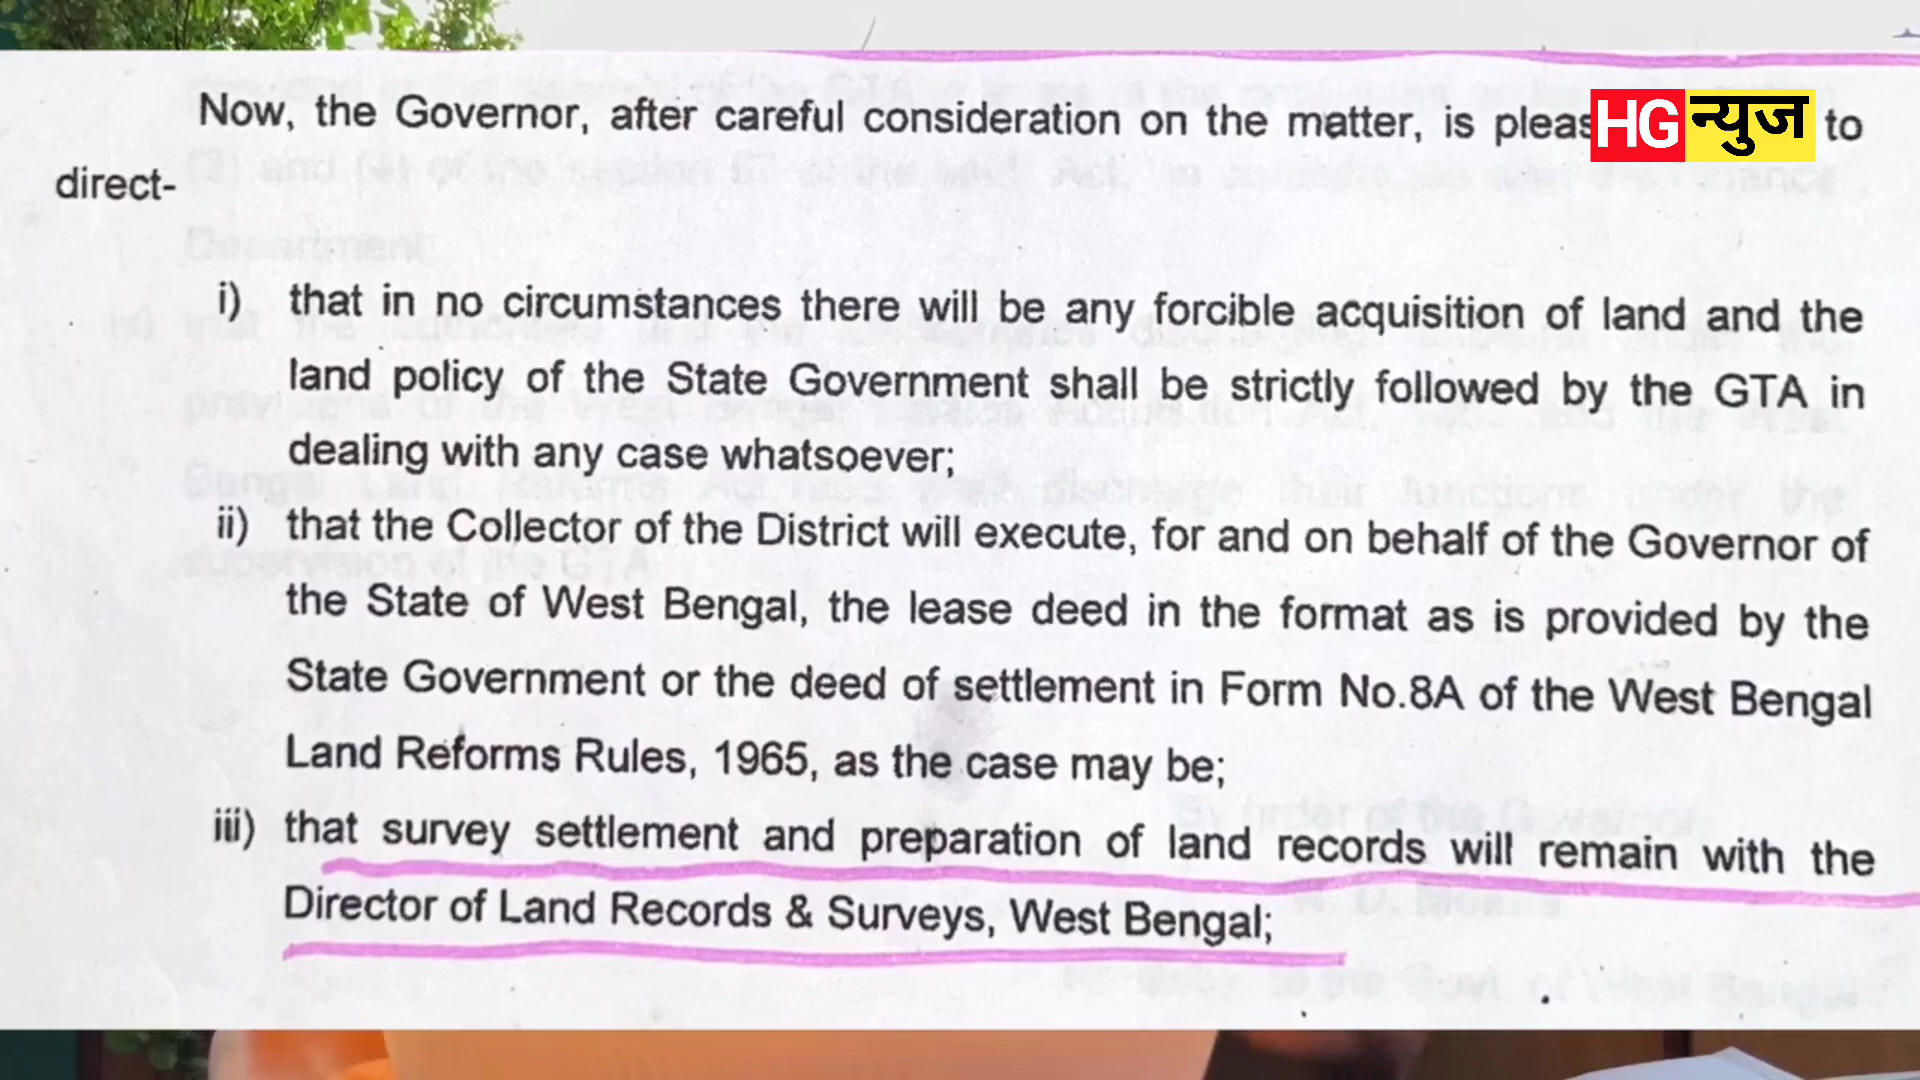 Now, the Governor, after careful consideration on the matter, is pleas to
HG न्युज
direct-
i) that in no circumstances there will be any forcible acquisition of land and the
land policy of the State Government shall be strictly followed by the GTA in
dealing with any case whatsoever;
ii) that the Collector of the District will execute, for and on behalf of the Governor of
the State of West Bengal, the lease deed in the format as is provided by the
State Government or the deed of settlement in Form No.8A of the West Bengal
Land Reforms Rules, 1965, as the case may be;
iii) that survey settlement and preparation of land records will remain with the
Director of Land Records & Surveys, West Bengal;